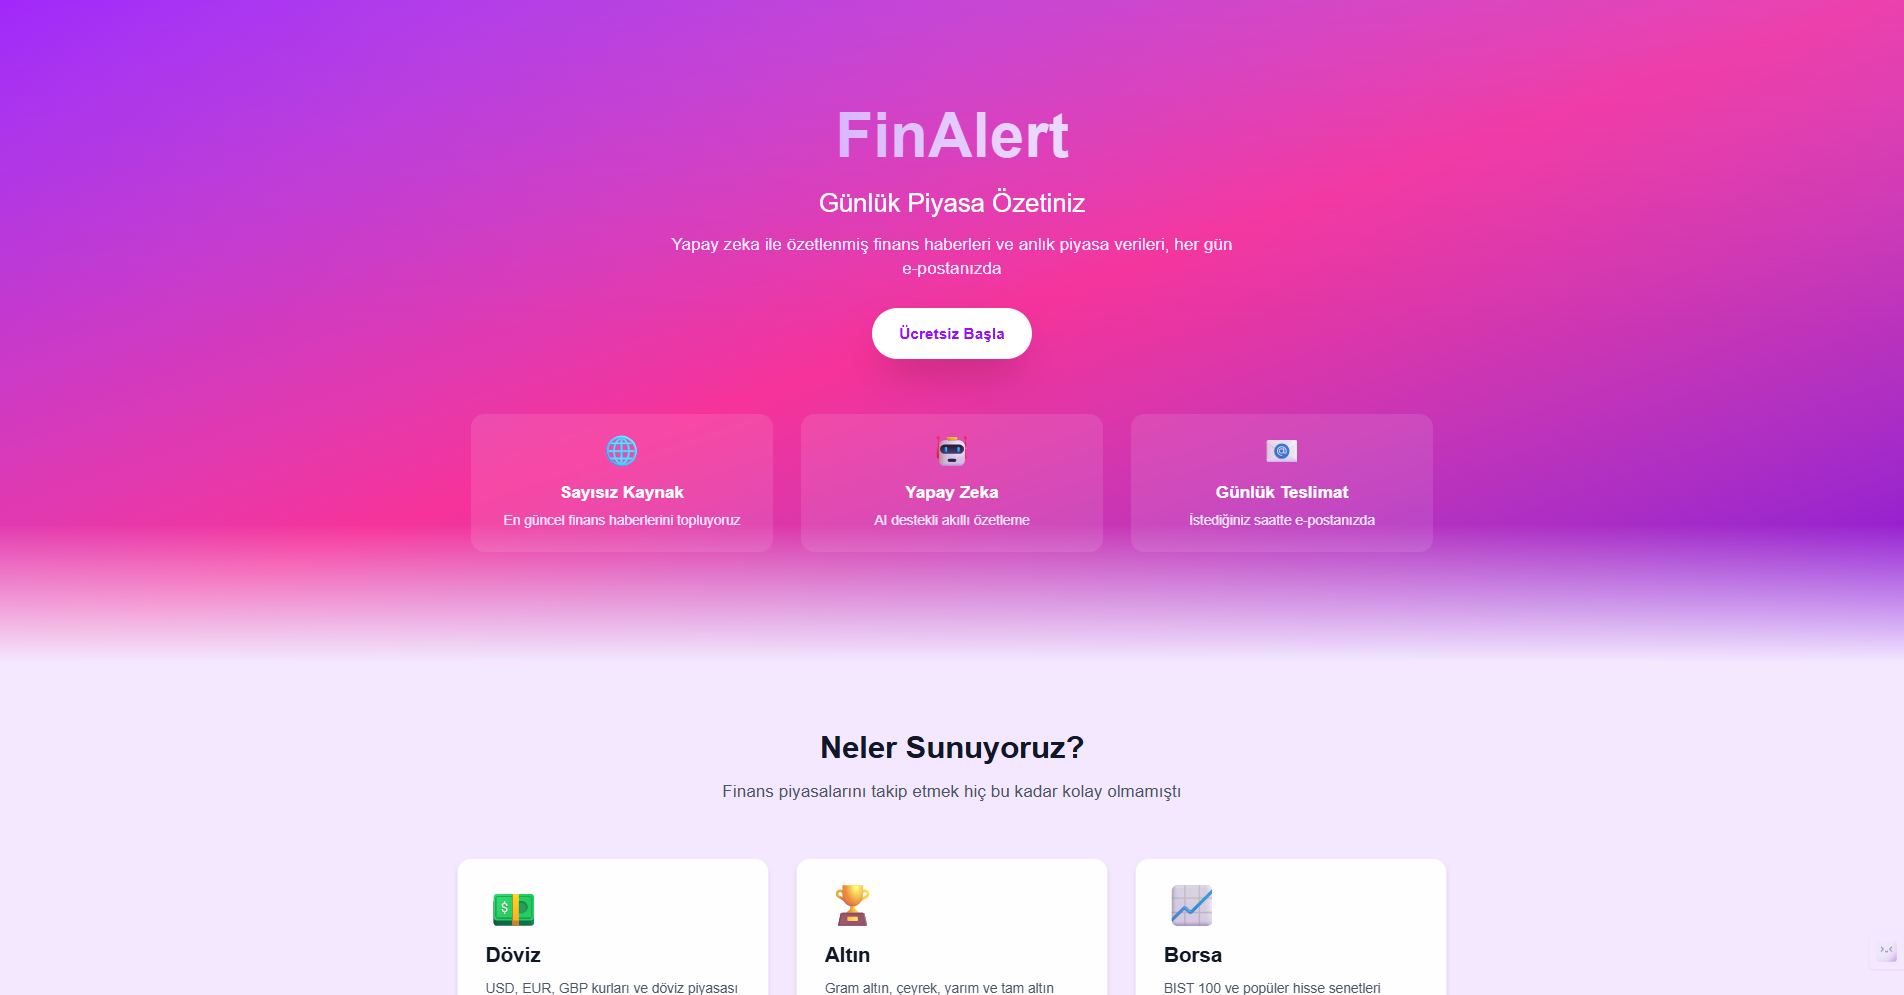 FinAlert
Günlük Piyasa Özetiniz
Yapay zeka ile özetlenmiş finans haberleri ve anlık piyasa verileri, her gün
e-postanızda
Ücretsiz Başla
Sayısız Kaynak
En güncel finans haberlerini topluyoruz
Yapay Zeka
AI destekli akıllı özetleme
Günlük Teslimat
İstediğiniz saatte e-postanızda
Neler Sunuyoruz?
Finans piyasalarını takip etmek hiç bu kadar kolay olmamıştı
Döviz
USD, EUR, GBP kurları ve döviz piyasası
Altın
Gram altın, çeyrek, yarım ve tam altın
Borsa
BIST 100 ve popüler hisse senetleri